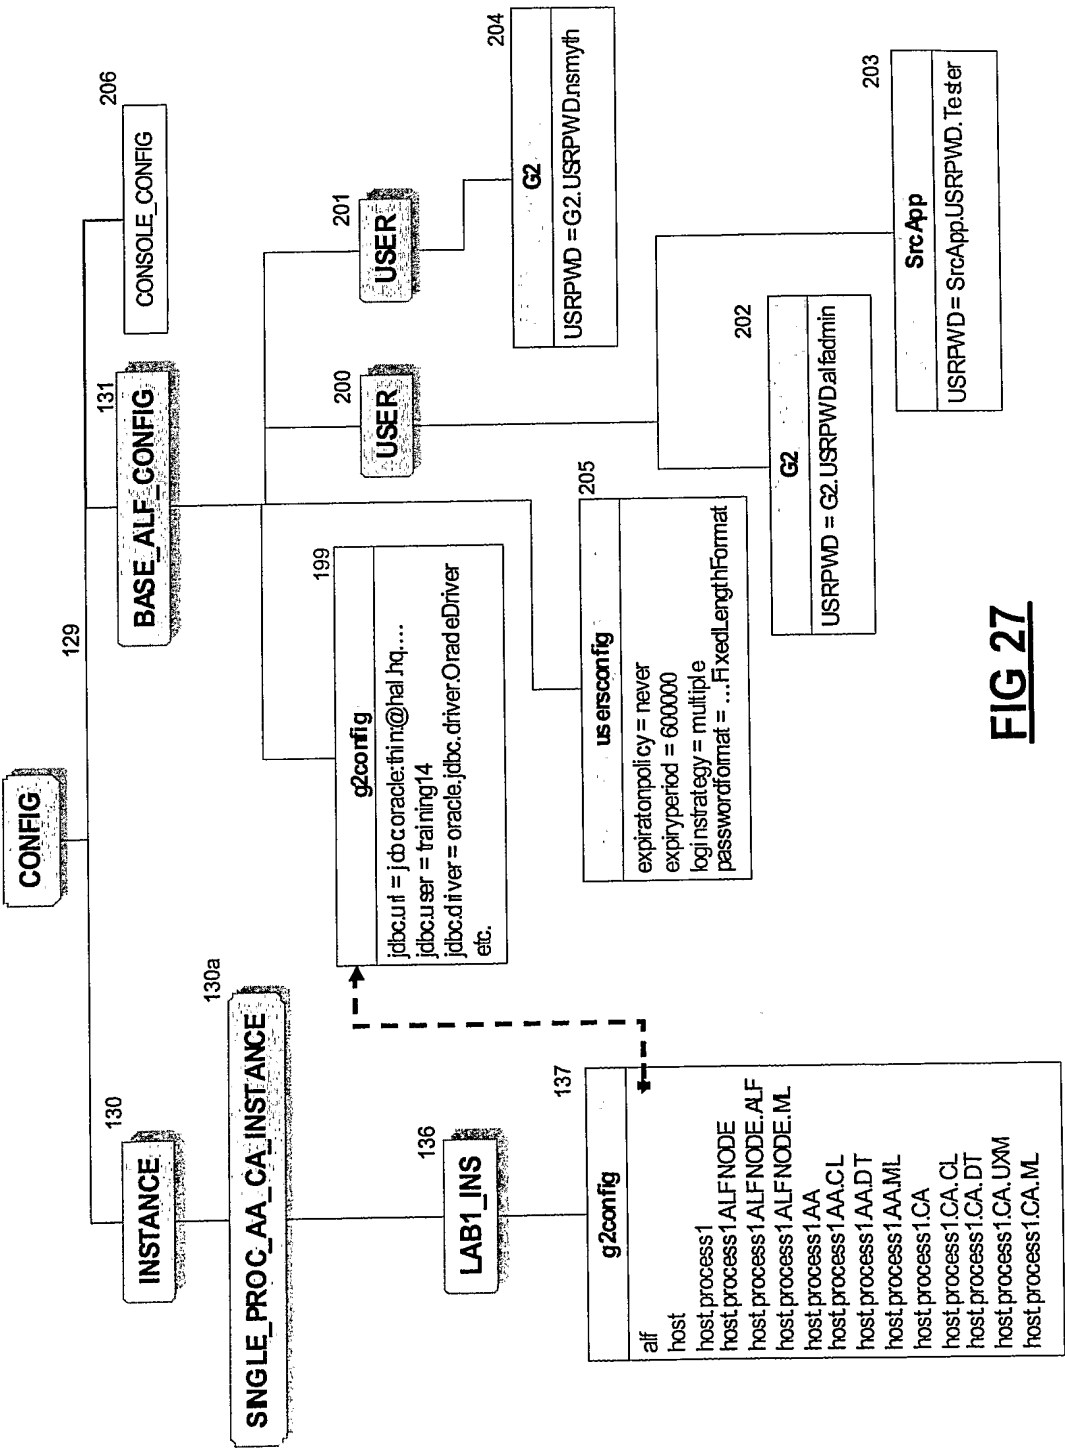 CONFIG
129
INSTANCE
130
BASE_ALF_CONFIG
131
CONSOLE_CONFIG
206
SNGLE_PROC_AA_CA_INSTANCE
130a
LAB1_INS
136
g2config
137
alf
host
host.process1
host.process1.ALFNODE
host.process1.ALFNODE.ALF
host.process1.ALFNODE.ML
host.process1.AA
host.process1.AA.CL
host.process1.AA.DT
host.process1.AA.ML
host.process1.CA
host.process1.CA.CL
host.process1.CA.DT
host.process1.CA.UXM
host.process1.CA.ML
g2config
199
jdbc.url = jdbc:oracle:thin:@hal.hq....
jdbc.user = training14
jdbc.driver = oracle.jdbc.driver.OracleDriver
etc.
usersconfig
205
expiratonpolicy = never
expiryperiod = 600000
loginstrategy = multiple
passwordformat = ....FixedLengthFormat
USER
200
USER
201
G2
202
USRPWD = G2.USRPWD.alfadmin
SrcApp
203
USRPWD = SrcApp.USRPWD.Tester
G2
204
USRPWD = G2.USRPWD.nsmyth
FIG 27